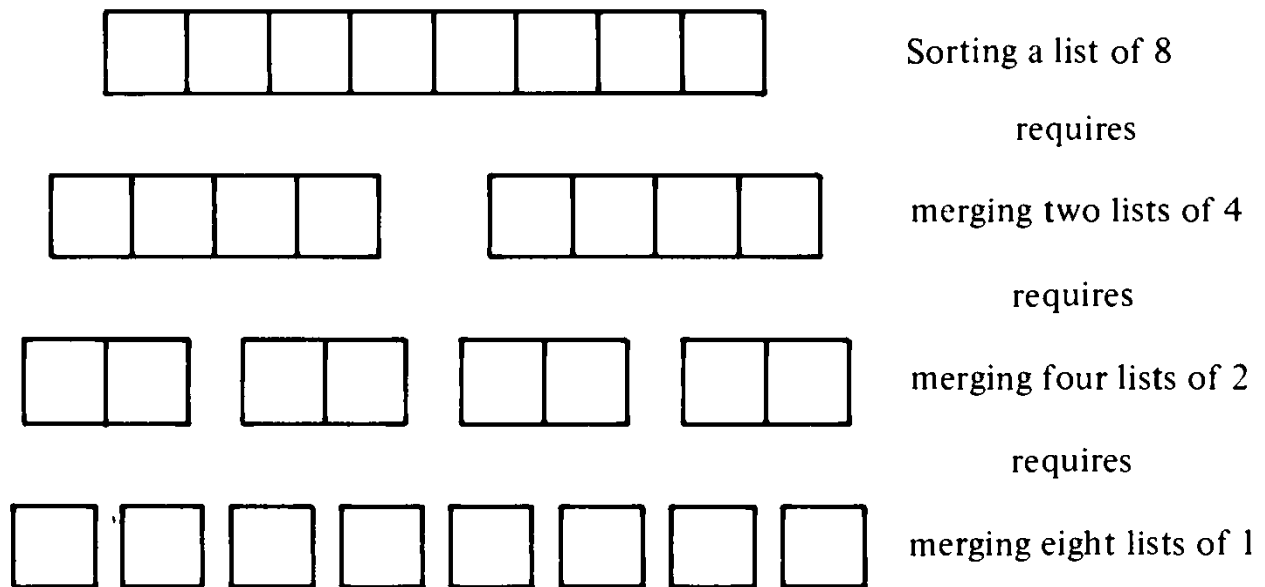 Sorting a list of 8
requires
merging two lists of 4
requires
merging four lists of 2
requires
merging eight lists of 1